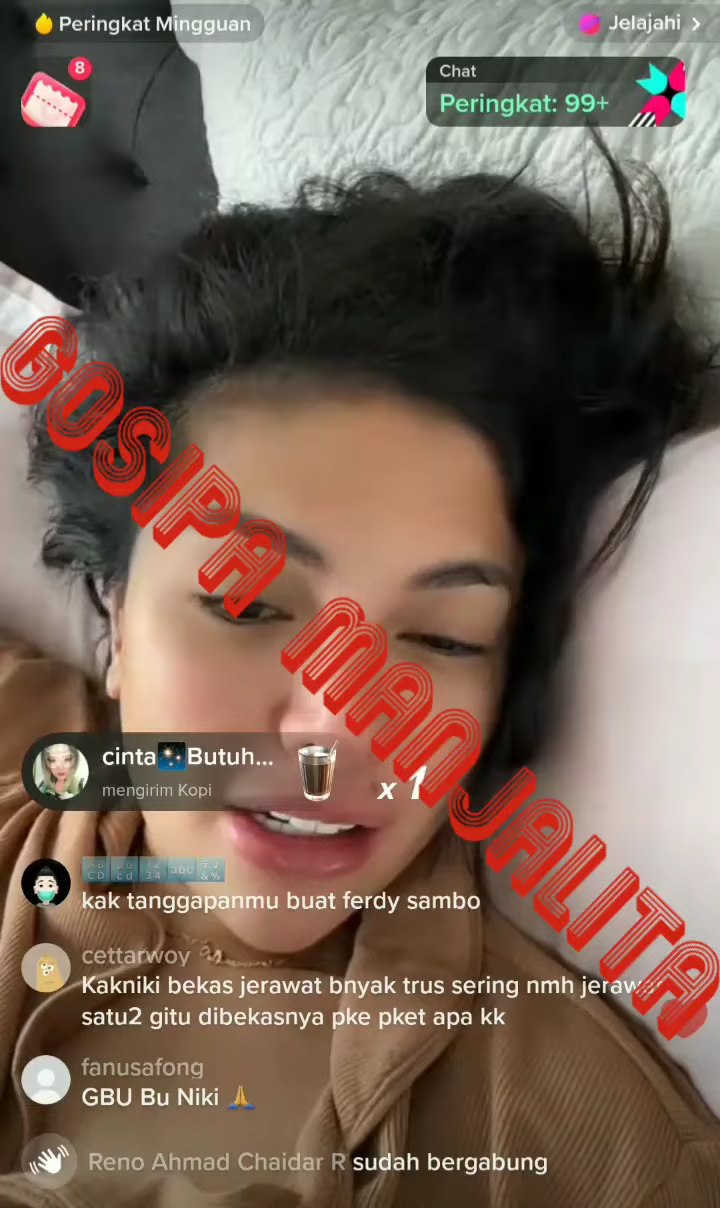 Peringkat Mingguan
Jelajahi
8
Chat
Peringkat: 99+
GOSIPA MANJALITA
cinta🎇Butuh...
mengirim Kopi
x 1
kak tanggapanmu buat ferdy sambo
cettarwoy
Kakniki bekas jerawat bnyak trus sering nmh
satu2 gitu dibekasnya pke pket apa kk
fanusafong
GBU Bu Niki 🙏
Reno Ahmad Chaidar R sudah bergabung